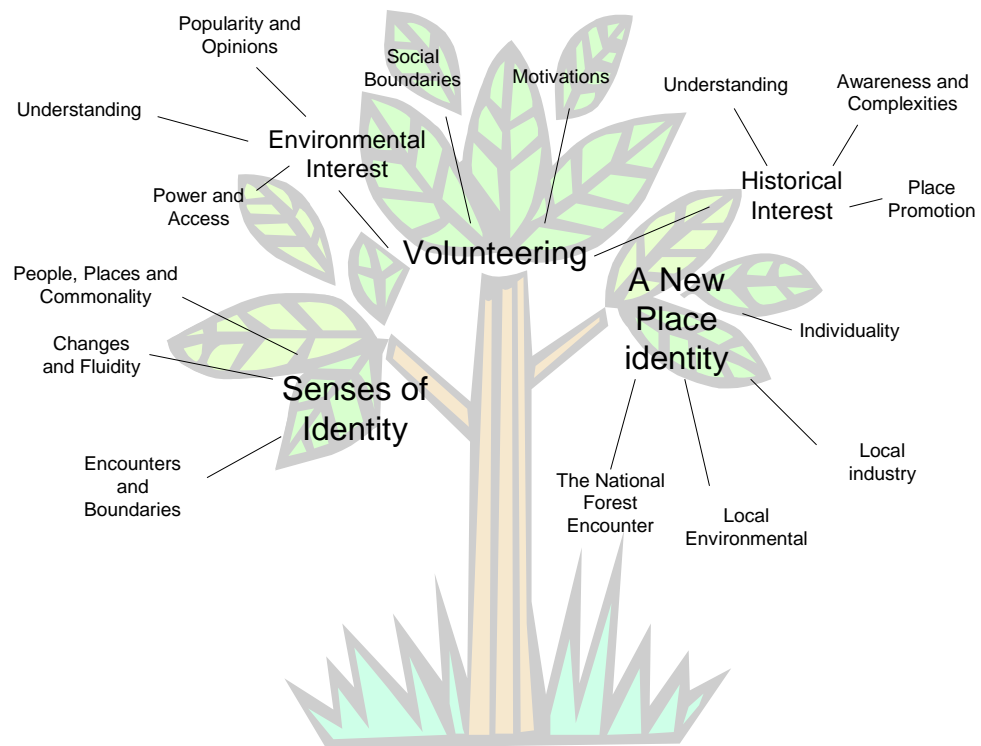 Popularity and
Opinions
Social
Boundaries
Motivations
Understanding
Awareness and
Complexities
Understanding
Environmental
Interest
Historical
Interest
Place
Promotion
Power and
Access
Volunteering
People, Places and
Commonality
A New
Place
identity
Individuality
Changes
and Fluidity
Senses of
Identity
Encounters
and
Boundaries
The National
Forest
Encounter
Local
Environmental
Local
industry